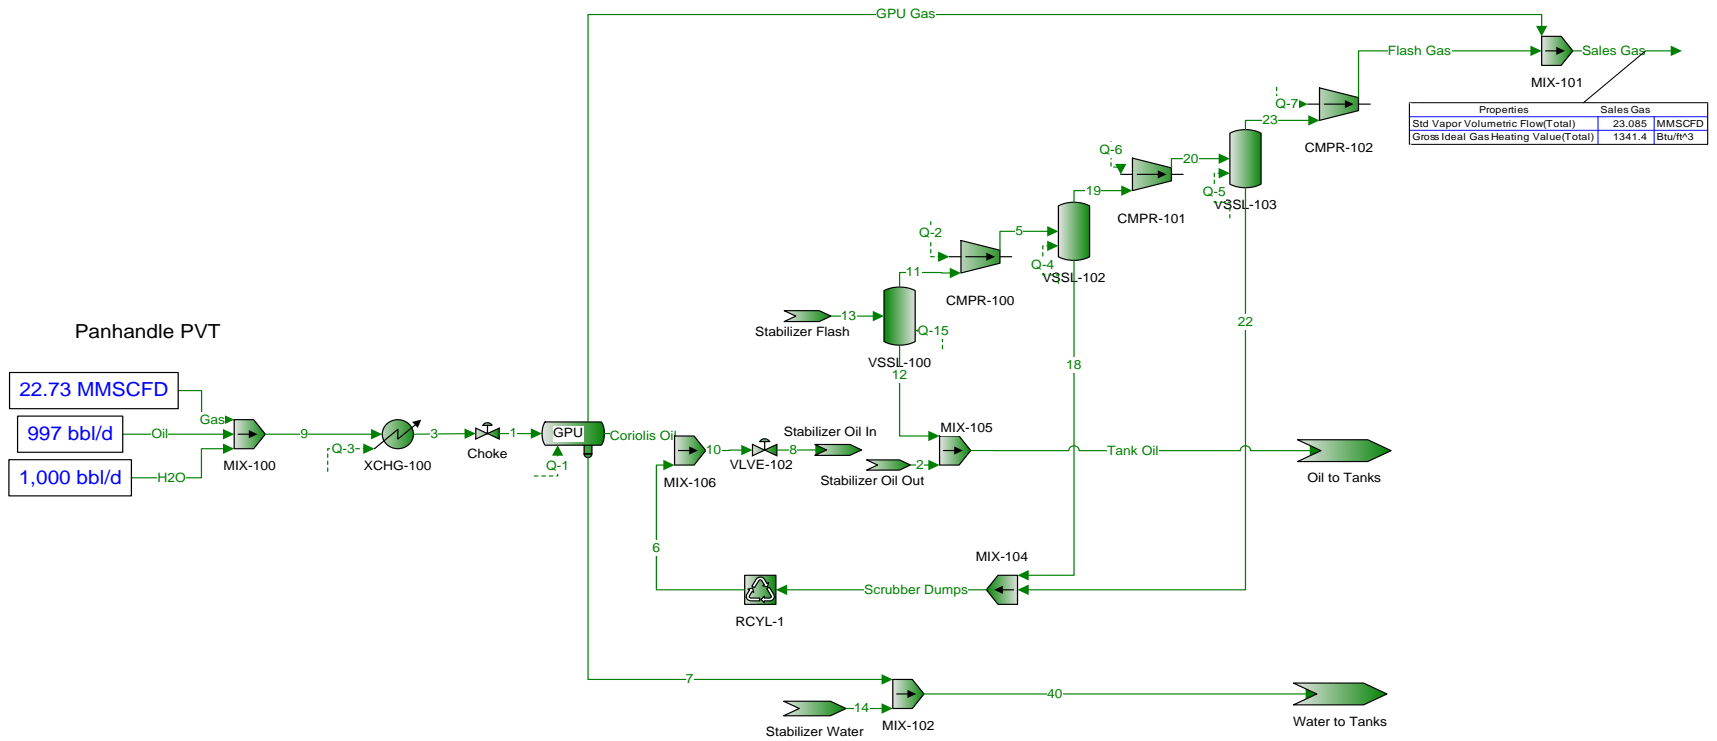 GPU Gas
Flash Gas
Sales Gas
MIX-101
Properties Sales Gas
Std Vapor Volumetric Flow(Total) 23.085 MMSCFD
Gross Ideal Gas Heating Value(Total) 1341.4 Btu/ft^3
Q-7
23
CMPR-102
Q-6
20
Q-5
VSSL-103
19
CMPR-101
Q-2
5
Q-4
VSSL-102
11
CMPR-100
Stabilizer Flash
13
Q-15
VSSL-100
12
18
22
Panhandle PVT
22.73 MMSCFD
Gas
997 bbl/d
Oil
1,000 bbl/d
H2O
MIX-100
9
Q-3
XCHG-100
3
Choke
1
GPU
Q-1
Coriolis Oil
MIX-106
10
VLVE-102
8
Stabilizer Oil In
Stabilizer Oil Out
2
MIX-105
Tank Oil
Oil to Tanks
6
RCYL-1
Scrubber Dumps
MIX-104
7
Stabilizer Water
14
MIX-102
40
Water to Tanks